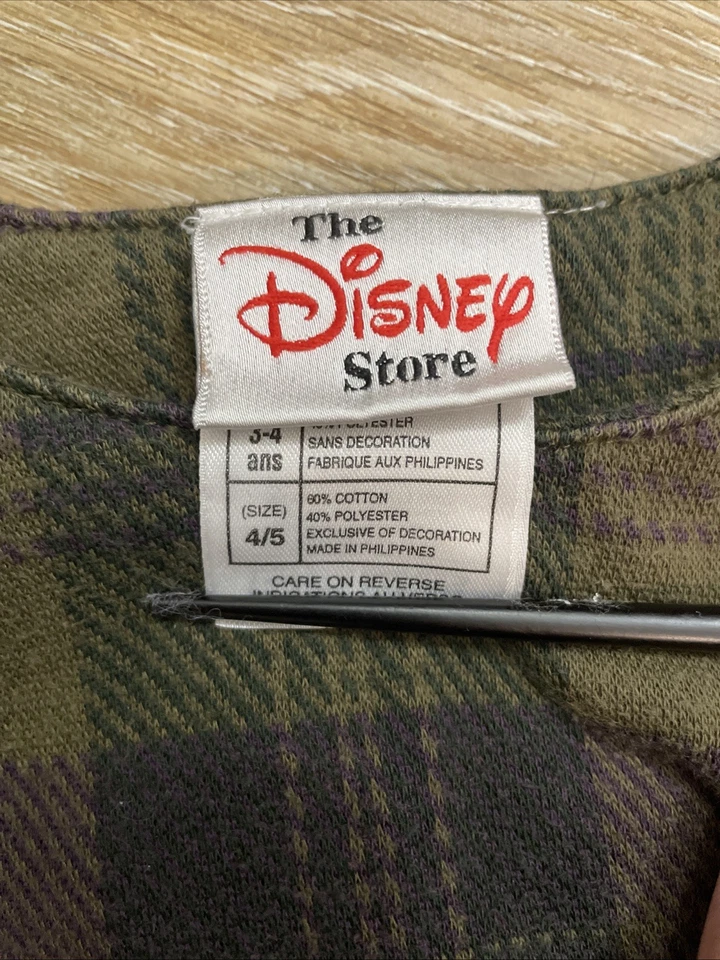 The
DISNEY
Store
3-4
ans
POLYESTER
SANS DECORATION
FABRIQUE AUX PHILIPPINES
(SIZE)
4/5
60% COTTON
40% POLYESTER
EXCLUSIVE OF DECORATION
MADE IN PHILIPPINES
CARE ON REVERSE